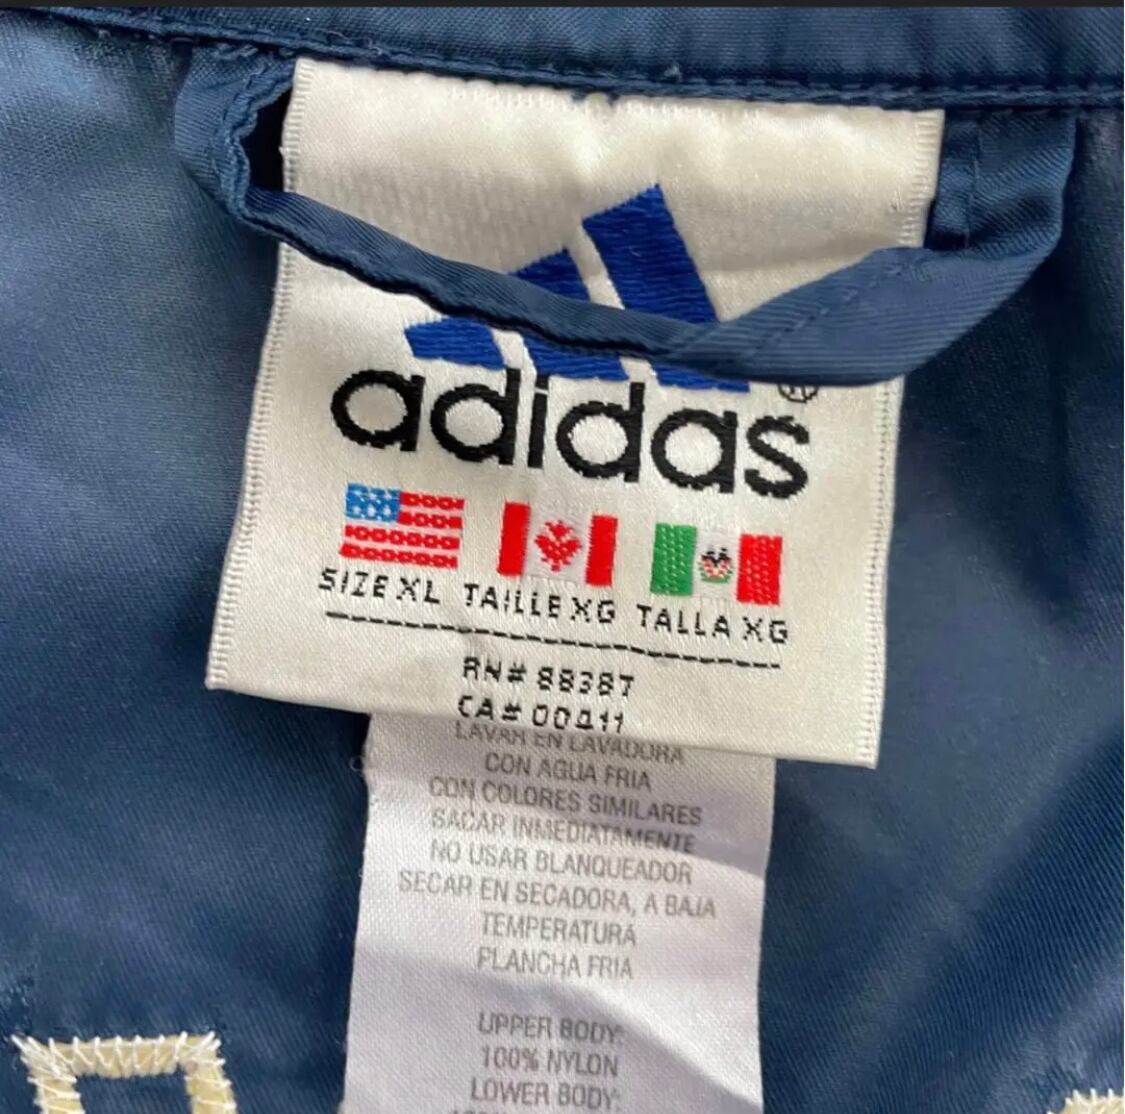 adidas
SIZE XL TAILLE XG TALLA XG
RN# 88387
CA# 00411
LAVAR EN LAVADORA
CON AGUA FRIA
CON COLORES SIMILARES
SACAR INMEDIATAMENTE
NO USAR BLANQUEADOR
SECAR EN SECADORA, A BAJA
TEMPERATURA
PLANCHA FRIA
UPPER BODY:
100% NYLON
LOWER BODY: